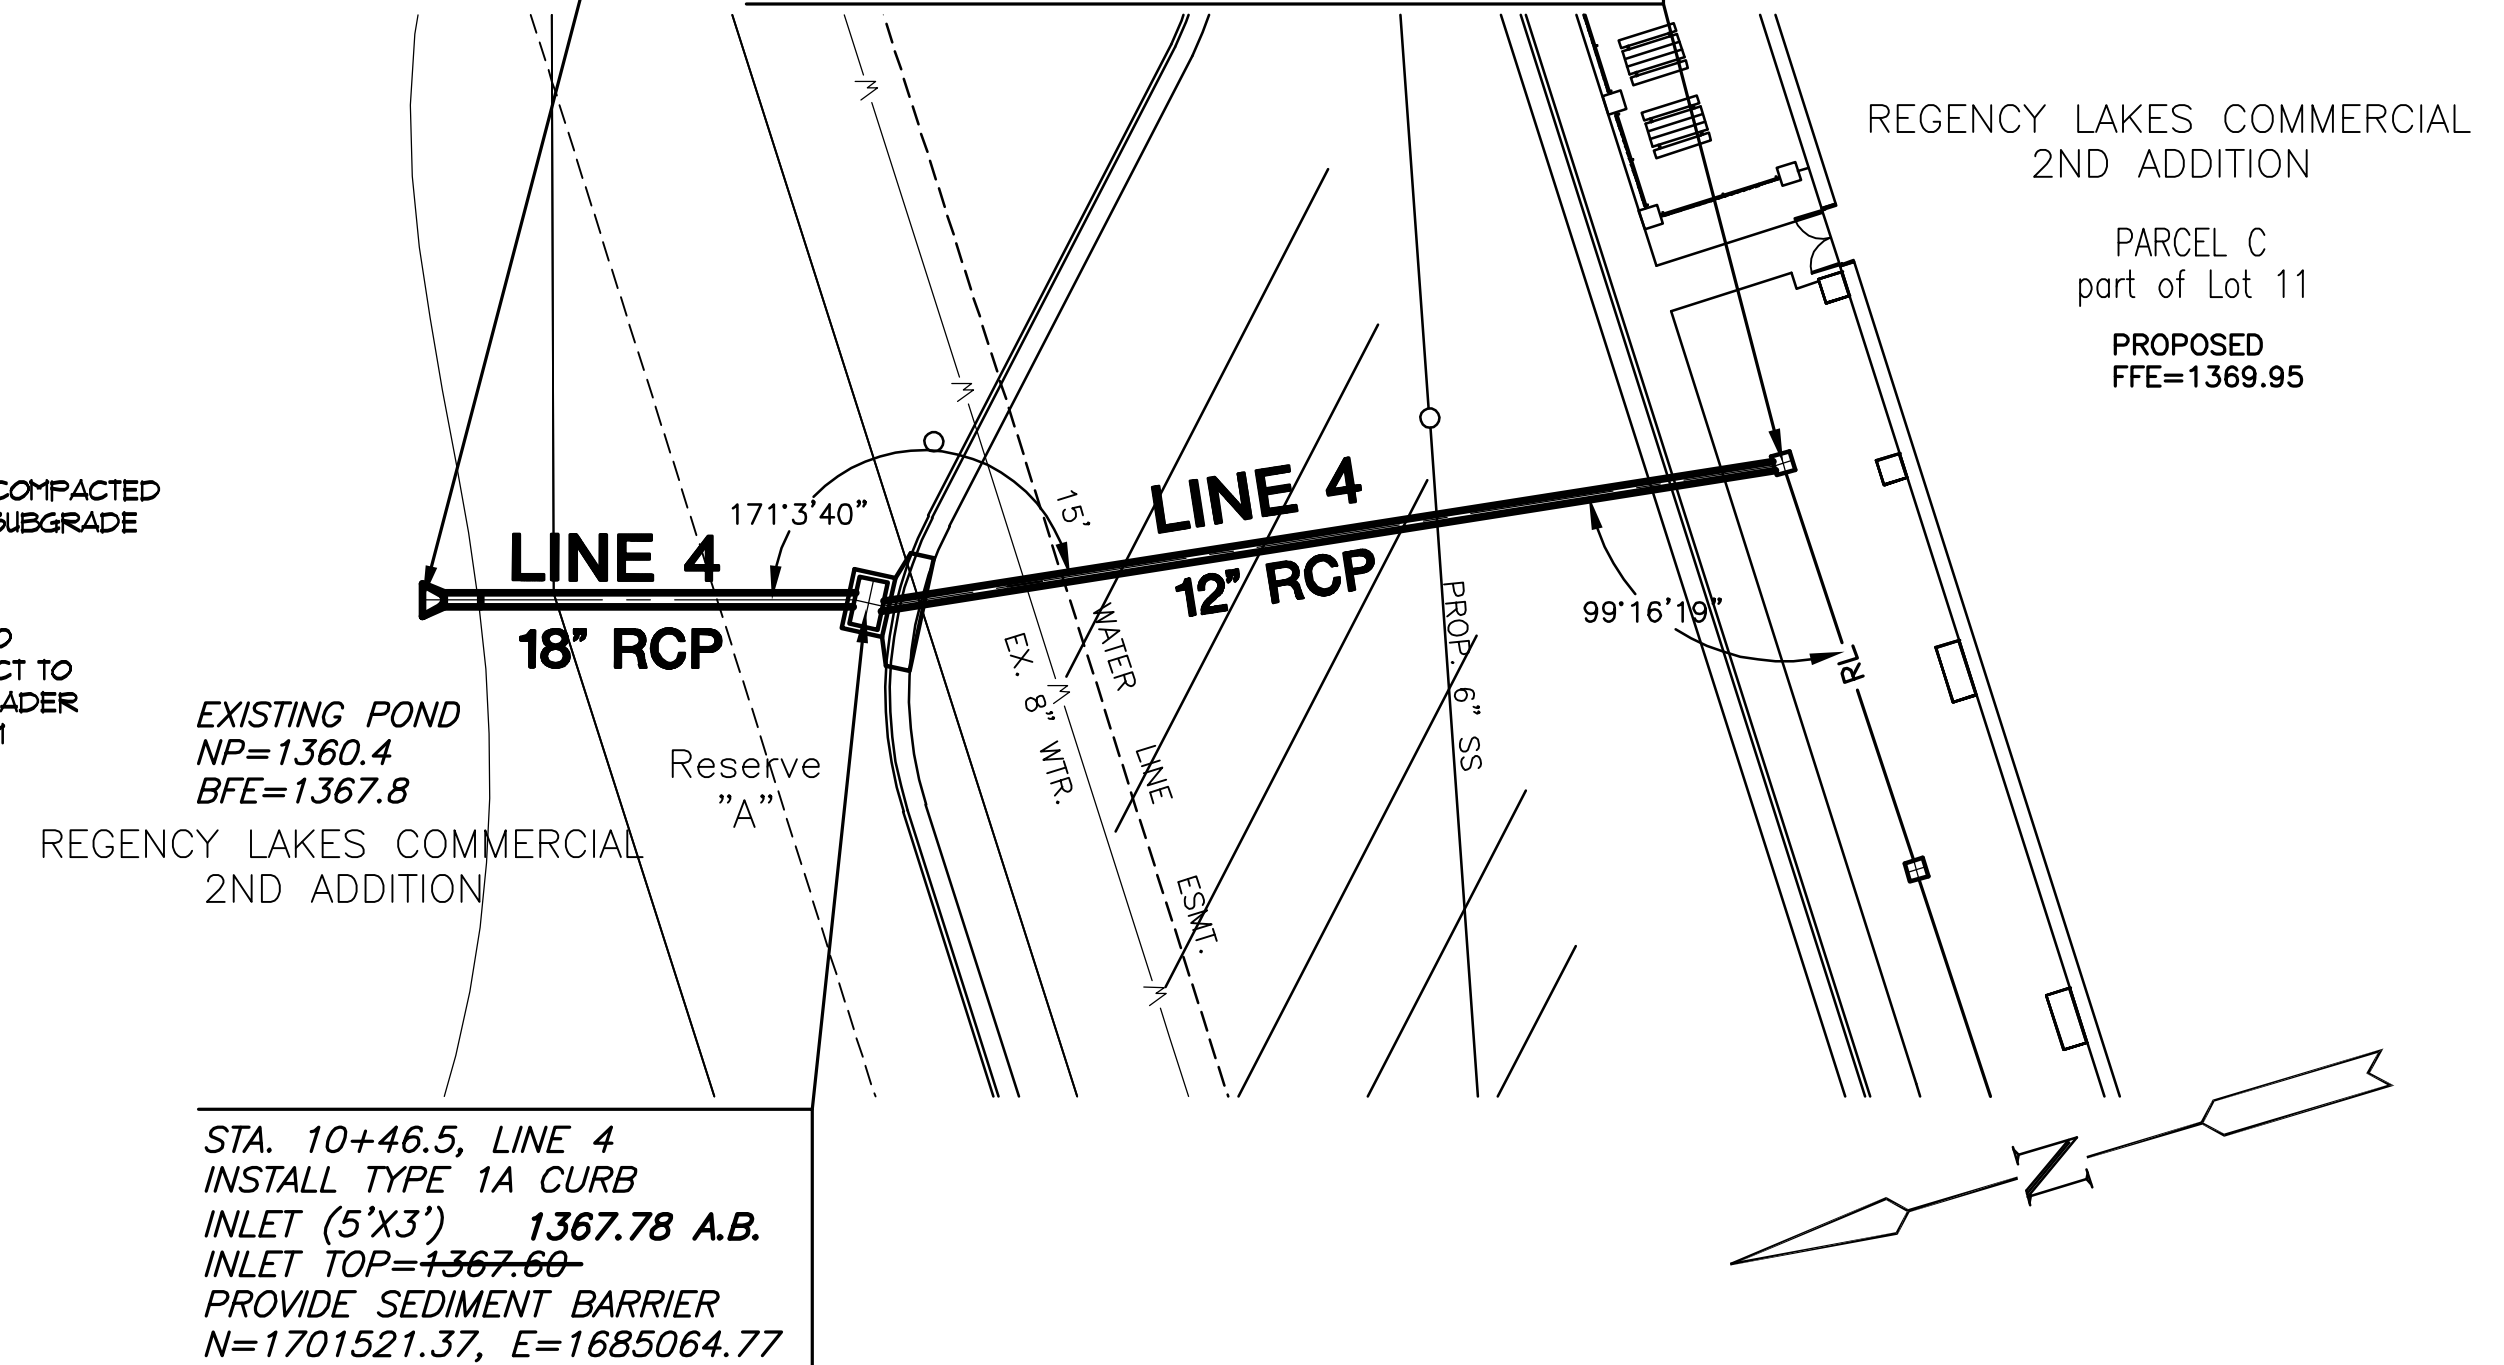 REGENCY LAKES COMMERCIAL
2ND ADDITION
PARCEL C
part of Lot 11
PROPOSED
FFE=1369.95
COMPACTED
SUBGRADE
171°3'40"
LINE 4
18" RCP
LINE 4
12" RCP
99°16'19"
15' WATER LINE ESMT.
EX. 8" WTR.
W
W
W
W
PROP. 6" SS
RL
TO
EXISTING POND
NP=1360.4
BFE=1367.8
Reserve
"A"
REGENCY LAKES COMMERCIAL
2ND ADDITION
N
STA. 10+46.5, LINE 4
INSTALL TYPE 1A CURB
INLET (5'X3') 1367.78 A.B.
INLET TOP=1367.60
PROVIDE SEDIMENT BARRIER
N=1701521.37, E=1685064.77